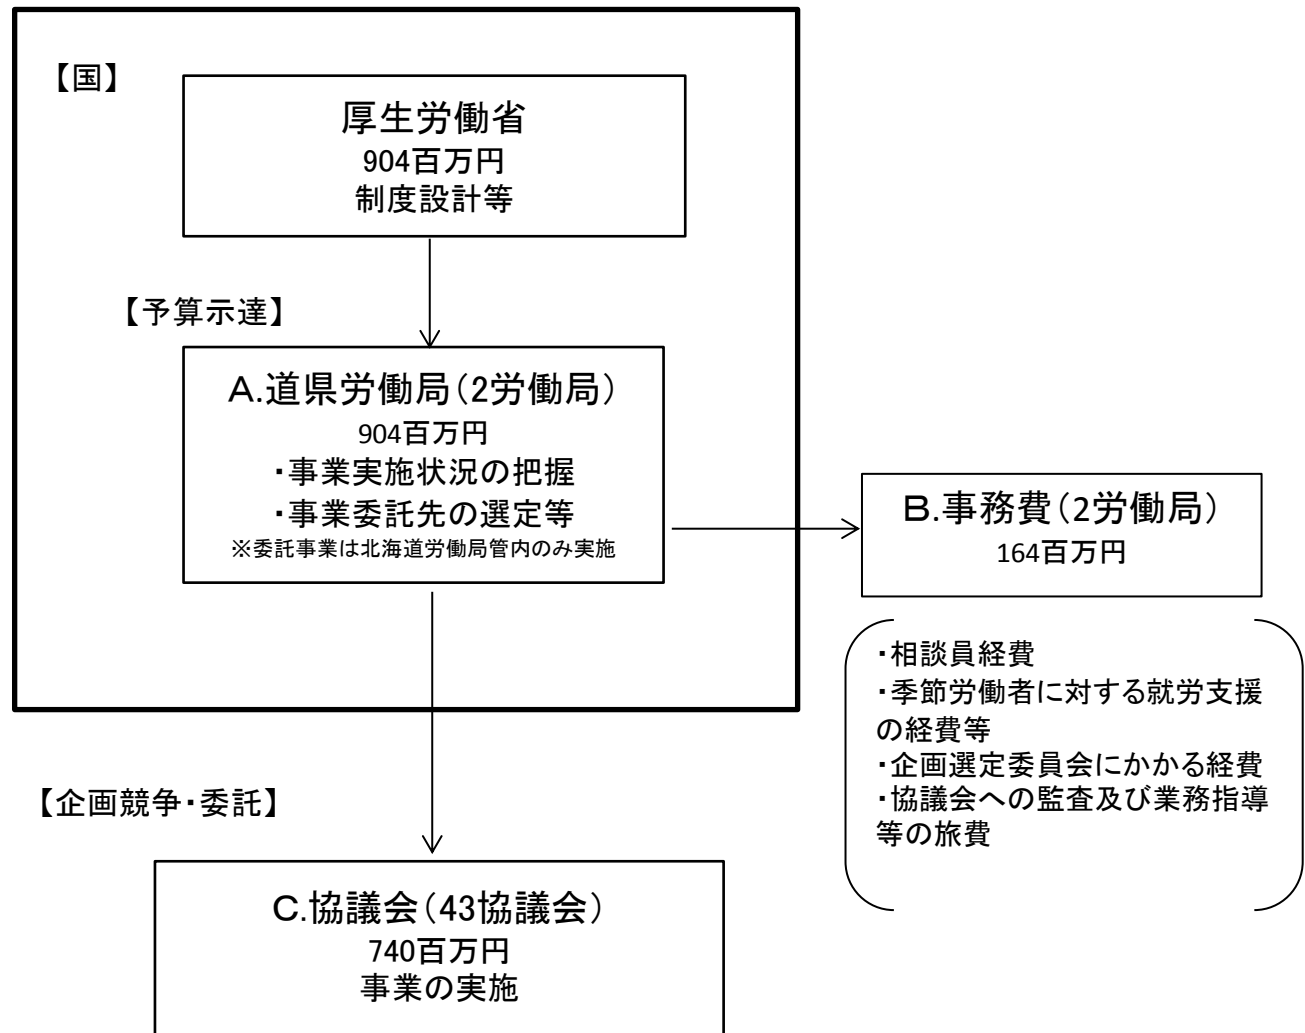 【国】
厚生労働省
904百万円
制度設計等
【予算示達】
A.道県労働局(2労働局)
904百万円
・事業実施状況の把握
・事業委託先の選定等
※委託事業は北海道労働局管内のみ実施
B.事務費(2労働局)
164百万円
・相談員経費
・季節労働者に対する就労支援
の経費等
・企画選定委員会にかかる経費
・協議会への監査及び業務指導
等の旅費
【企画競争・委託】
C.協議会(43協議会)
740百万円
事業の実施